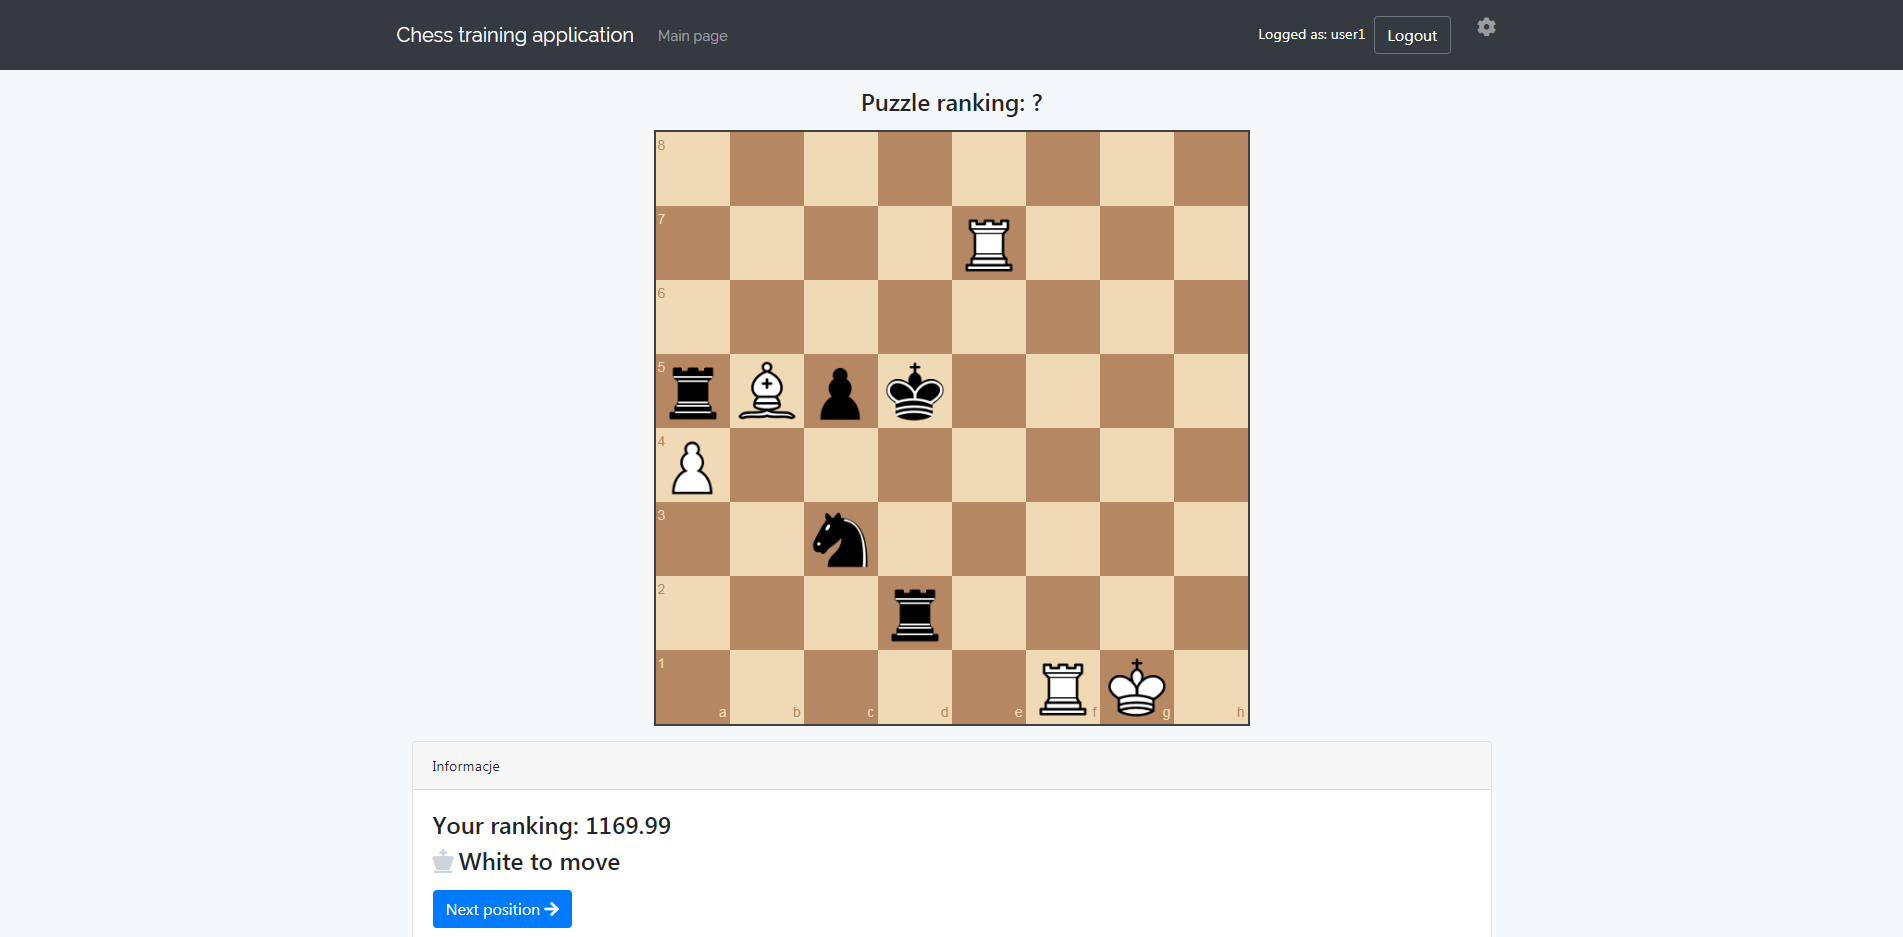 Chess training application Main page Logged as: user1 Logout
Puzzle ranking: ?
8
7
6
5
4
3
2
1
a b c d e f g h
Informacje
Your ranking: 1169.99
White to move
Next position